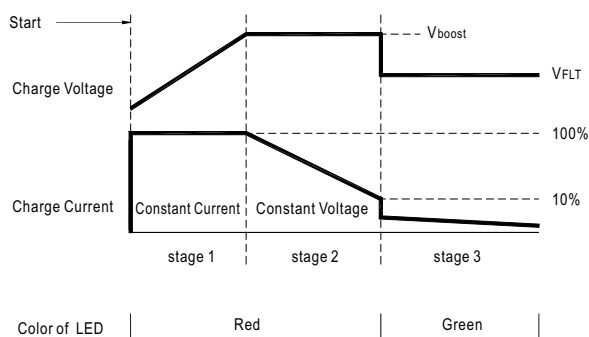 Start
Vboost
Charge Voltage
VFLT
100%
10%
Charge Current
Constant Current
Constant Voltage
stage 1
stage 2
stage 3
Color of LED
Red
Green